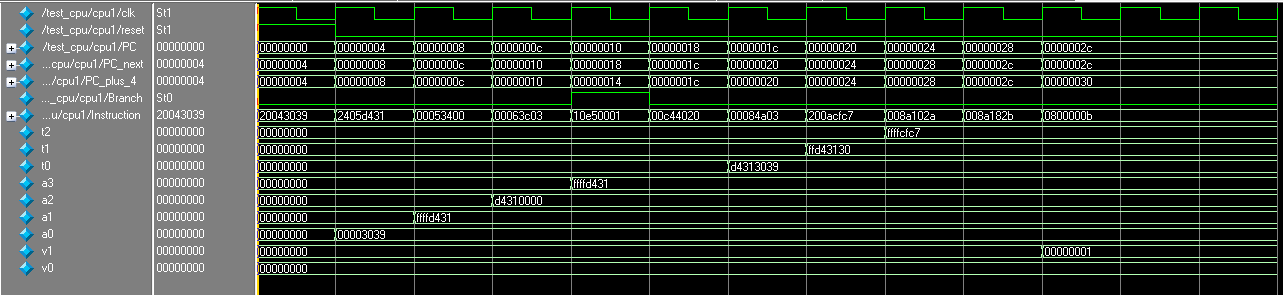 /test_cpu/cpu1/clk St1
/test_cpu/cpu1/reset St1
/test_cpu/cpu1/PC 00000000 00000000 00000004 00000008 0000000c 00000010 00000018 0000001c 00000020 00000024 00000028 0000002c
...cpu/cpu1/PC_next 00000004 00000004 00000008 0000000c 00000010 00000018 0000001c 00000020 00000024 00000028 0000002c 0000002c
.../cpu1/PC_plus_4 00000004 00000004 00000008 0000000c 00000010 00000014 0000001c 00000020 00000024 00000028 0000002c 00000030
..._cpu/cpu1/Branch St0
...u/cpu1/Instruction 20043039 20043039 2405d431 00053400 00063c03 10e50001 00c44020 00084a03 200acfc7 008a102a 008a182b 0800000b
t2 00000000 00000000 ffffcfc7
t1 00000000 00000000 ffd43130
t0 00000000 00000000 d4313039
a3 00000000 00000000 ffffd431
a2 00000000 00000000 d4310000
a1 00000000 00000000 ffffd431
a0 00000000 00000000 00003039
v1 00000000 00000000 00000001
v0 00000000 00000000